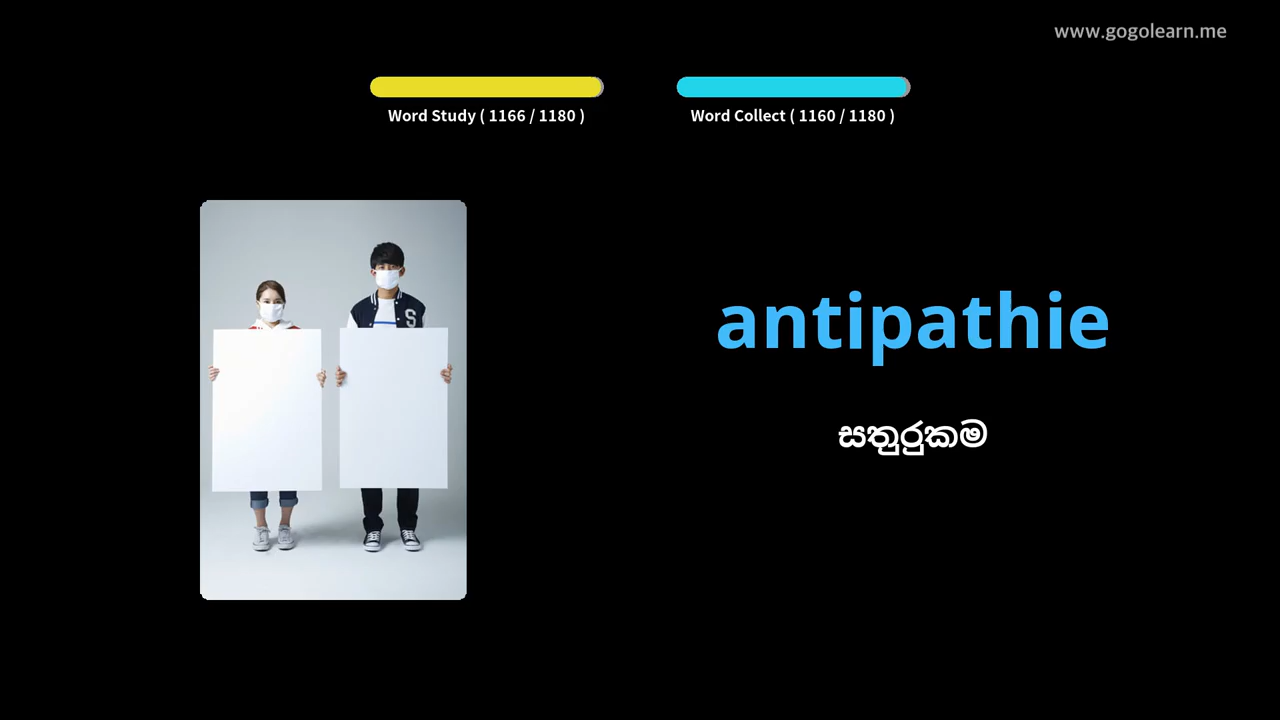 www.gogolearn.me
Word Study ( 1166 / 1180 )
Word Collect ( 1160 / 1180 )
S
antipathie
සතුරුකම